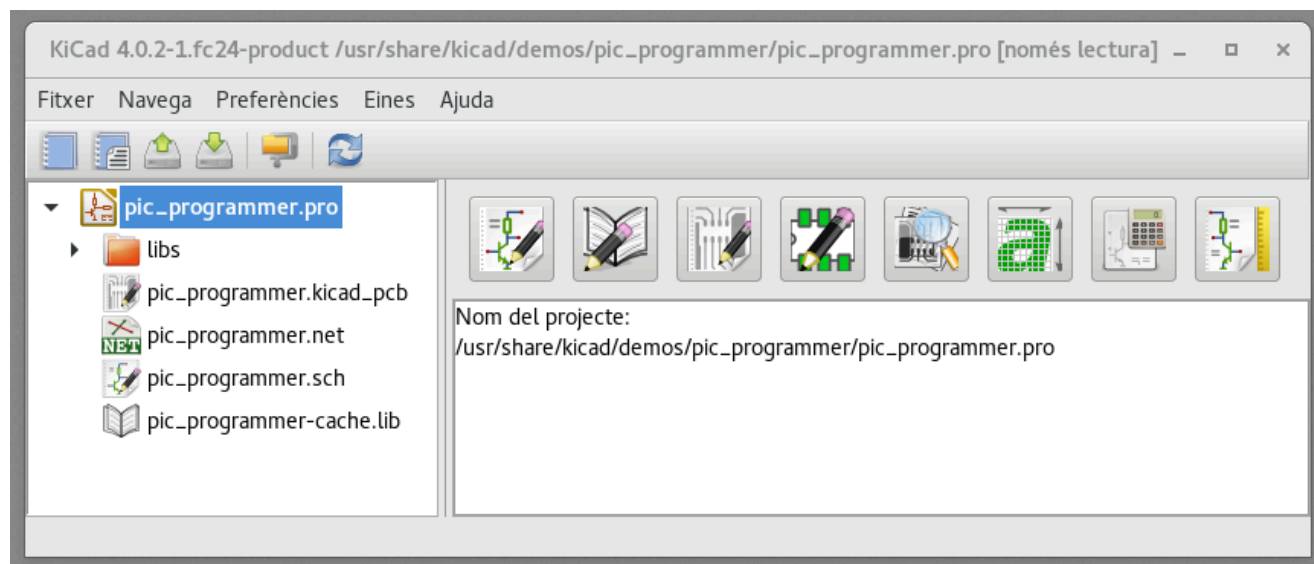 KiCad 4.0.2-1.fc24-product /usr/share/kicad/demos/pic_programmer/pic_programmer.pro [només lectura]
Fitxer Navega Preferències Eines Ajuda
pic_programmer.pro
libs
pic_programmer.kicad_pcb
NET pic_programmer.net
pic_programmer.sch
pic_programmer-cache.lib
a
Nom del projecte:
/usr/share/kicad/demos/pic_programmer/pic_programmer.pro